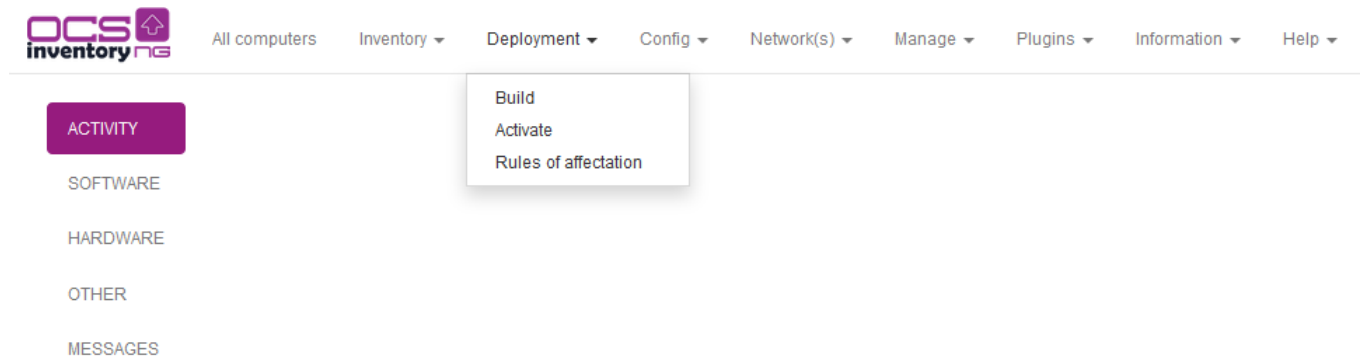 OCS
inventory NG
All computers Inventory Deployment Config Network(s) Manage Plugins Information Help
Build
Activate
Rules of affectation
ACTIVITY
SOFTWARE
HARDWARE
OTHER
MESSAGES